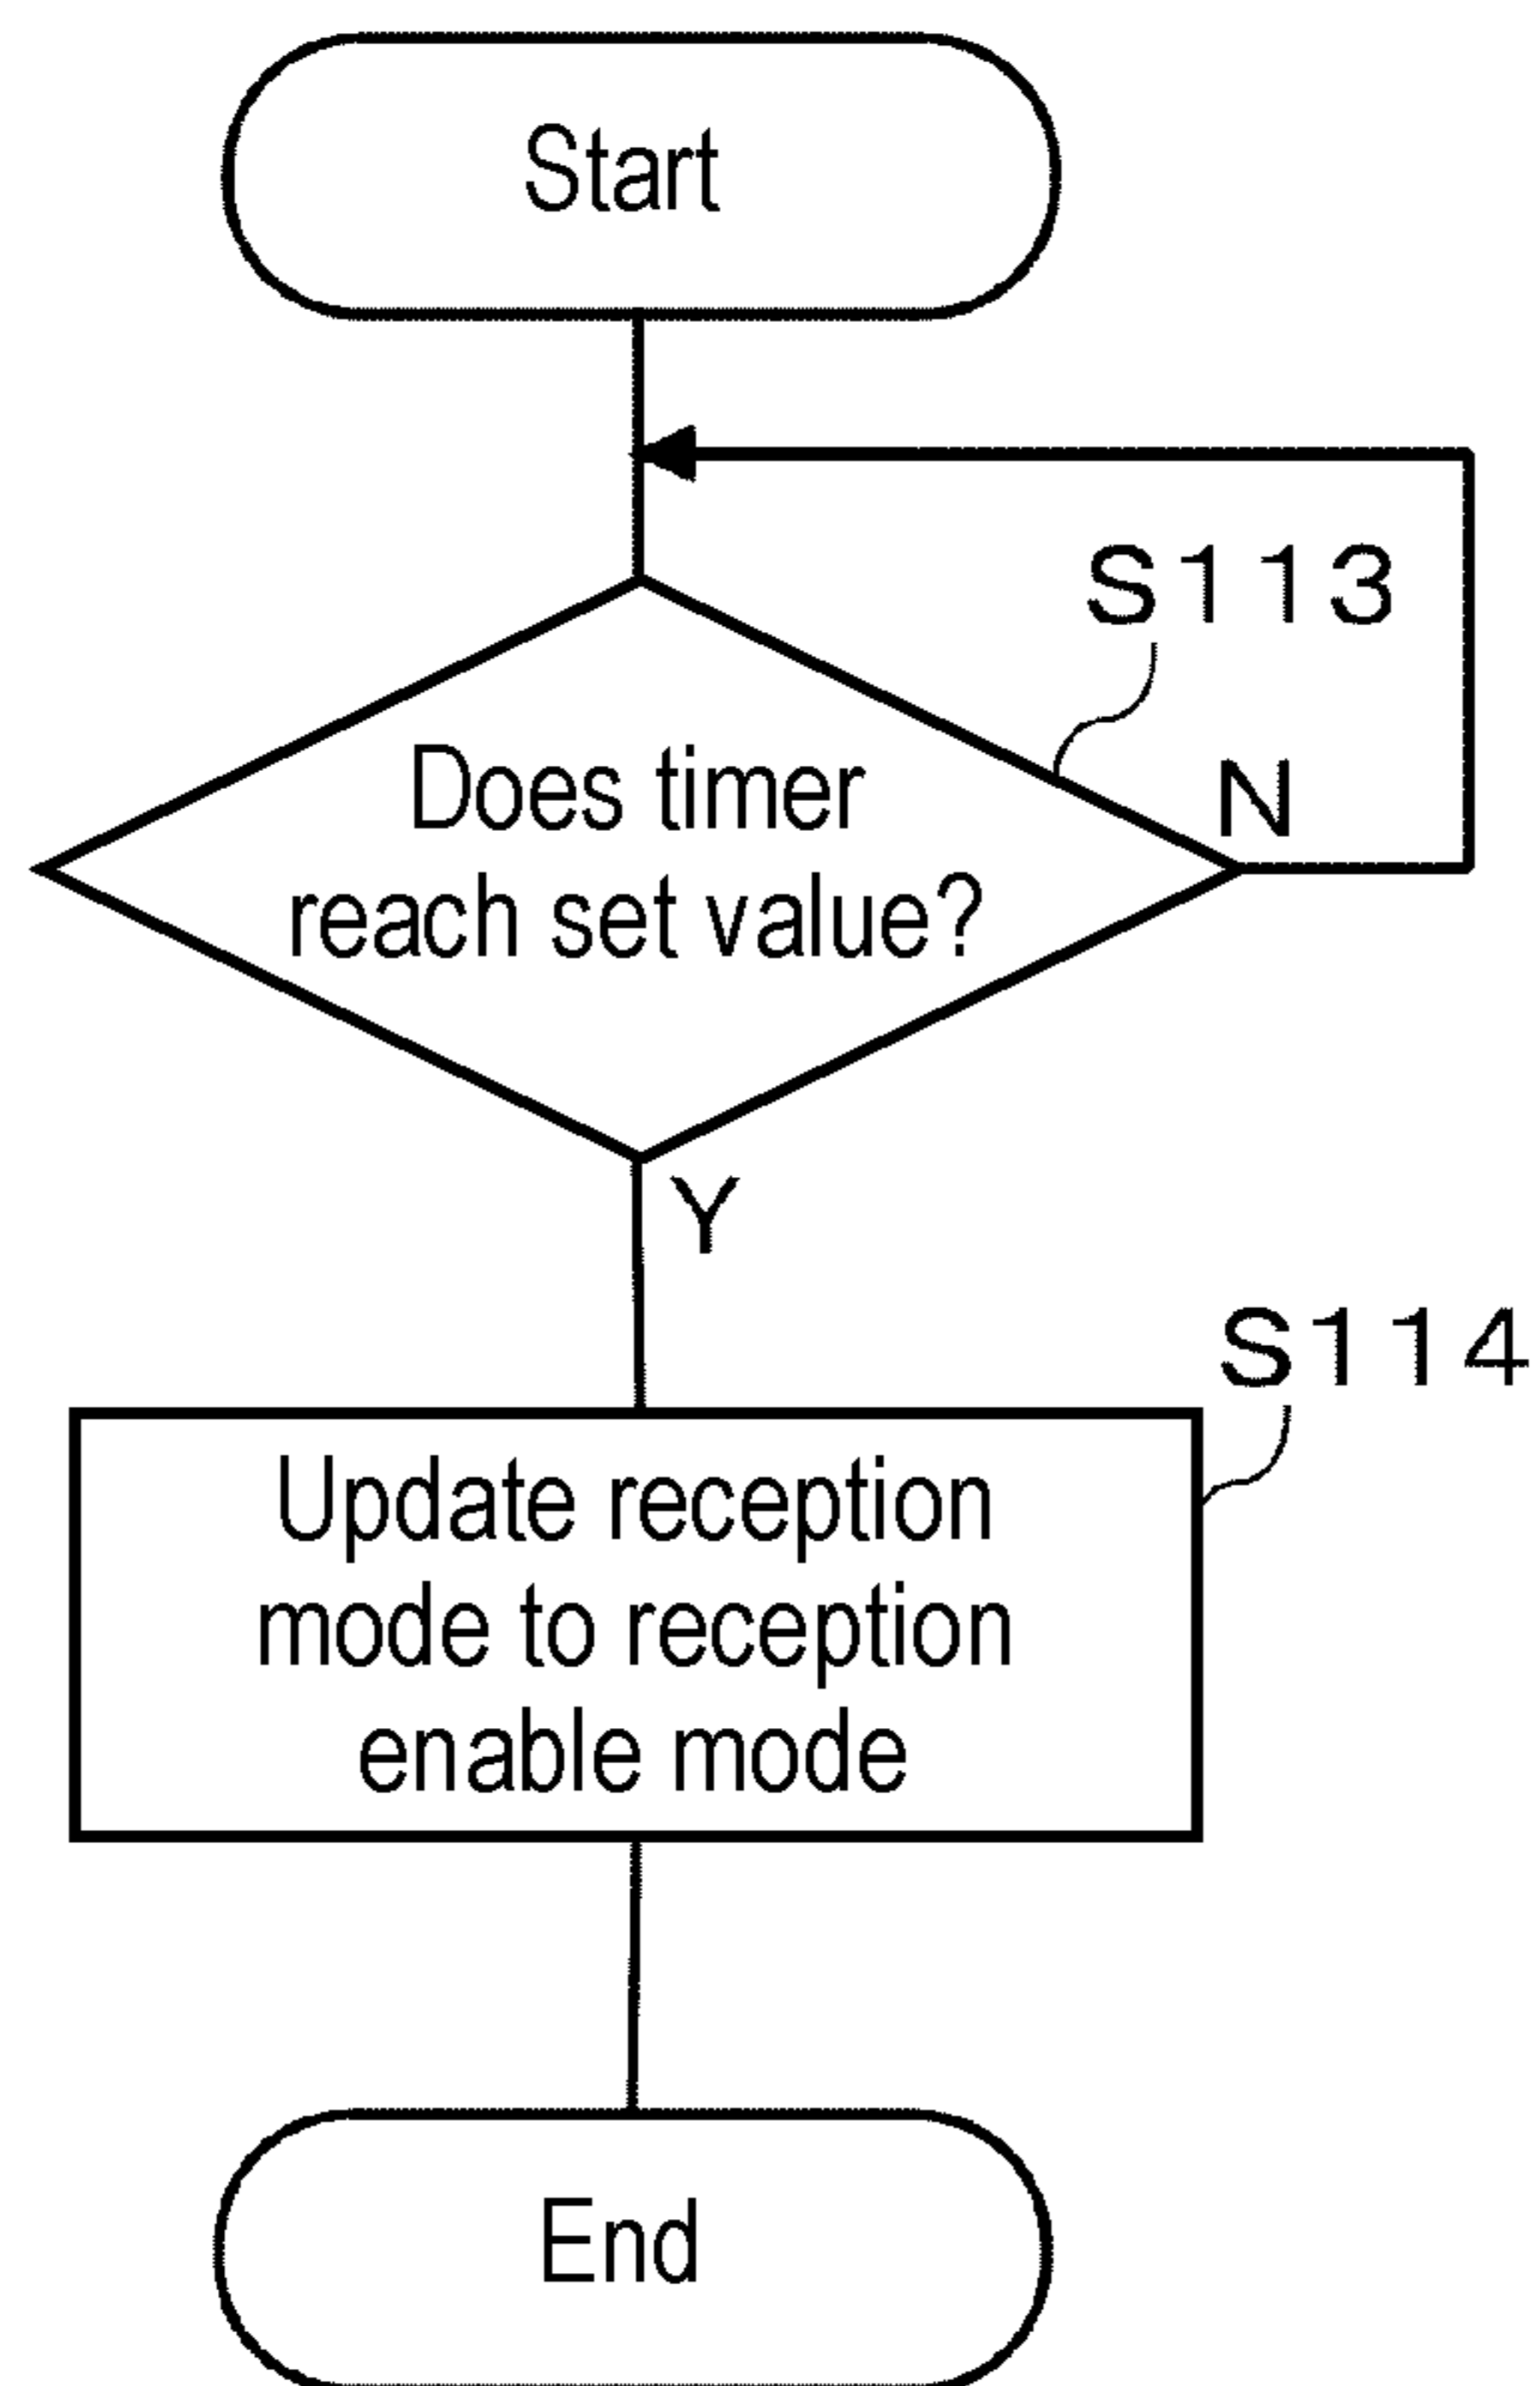 Start
S113
Does timer
reach set value?
N
Y
S114
Update reception
mode to reception
enable mode
End